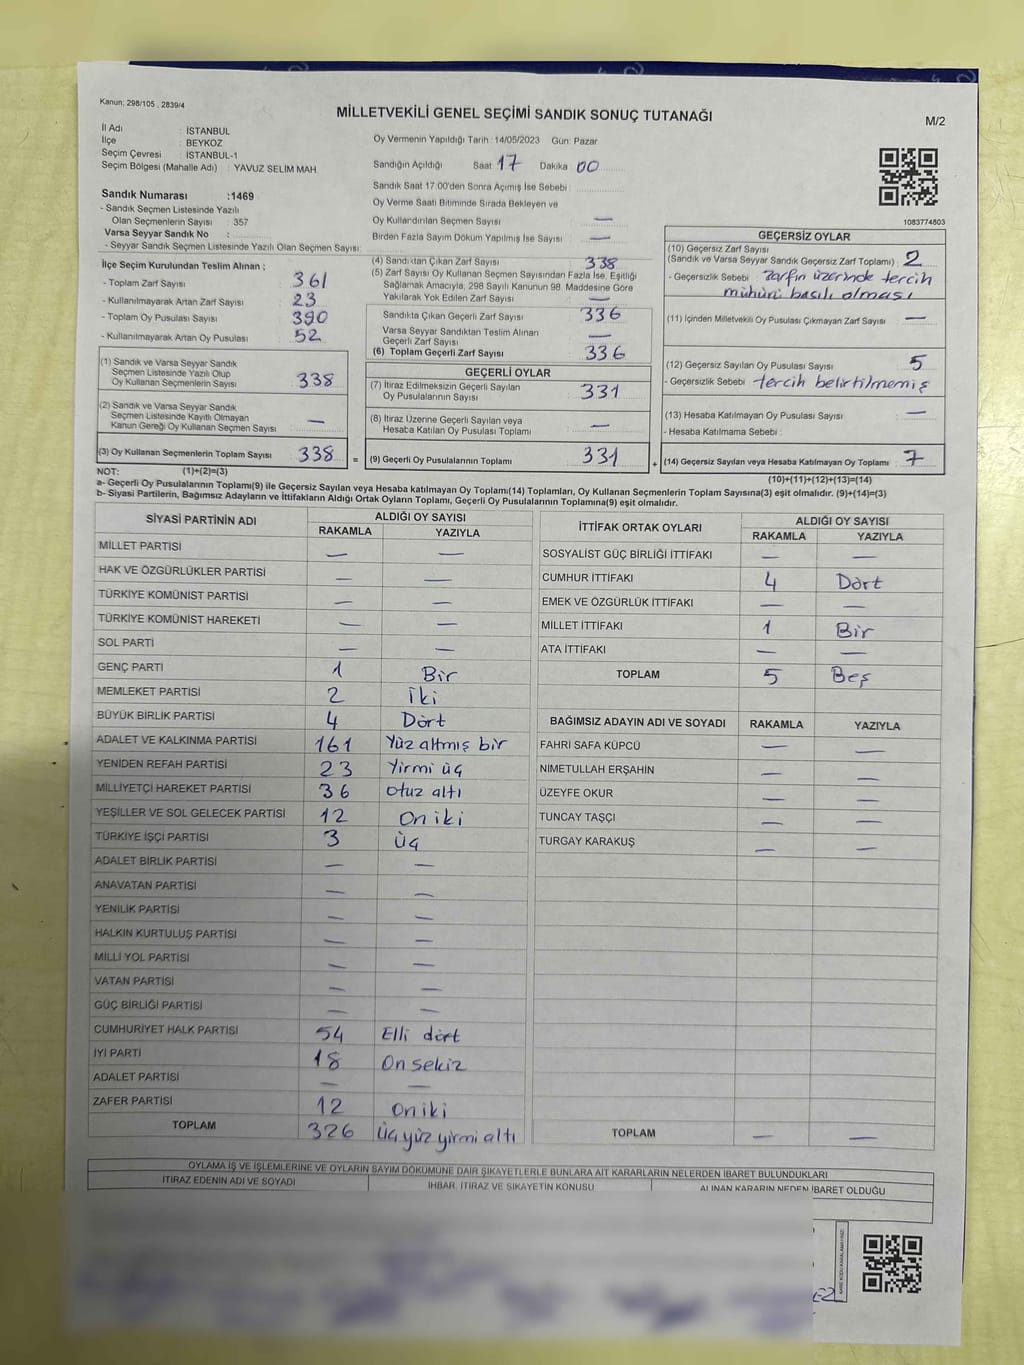 Kanun; 298/105 , 2839/4
MİLLETVEKİLİ GENEL SEÇİMİ SANDIK SONUÇ TUTANAĞI
M/2
İl Adı : İSTANBUL
İlçe : BEYKOZ
Seçim Çevresi : İSTANBUL-1
Seçim Bölgesi (Mahalle Adı) : YAVUZ SELİM MAH.
Oy Vermenin Yapıldığı Tarih : 14/05/2023 Gün: Pazar
Sandığın Açıldığı Saat 17 Dakika 00
Sandık Saat 17:00'den Sonra Açımış İse Sebebi :
Oy Verme Saati Bitiminde Sırada Bekleyen ve
Oy Kullandırılan Seçmen Sayısı —
Birden Fazla Sayım Döküm Yapılmış İse Sayısı —
1083774803
Sandık Numarası :1469
- Sandık Seçmen Listesinde Yazılı
Olan Seçmenlerin Sayısı : 357
Varsa Seyyar Sandık No :
- Seyyar Sandık Seçmen Listesinde Yazılı Olan Seçmen Sayısı:
İlçe Seçim Kurulundan Teslim Alınan ;
- Toplam Zarf Sayısı : 361
- Kullanılmayarak Artan Zarf Sayısı : 23
- Toplam Oy Pusulası Sayısı : 390
- Kullanılmayarak Artan Oy Pusulası : 52
(4) Sandıktan Çıkan Zarf Sayısı : 338
(5) Zarf Sayısı Oy Kullanan Seçmen Sayısından Fazla İse, Eşitliği
Sağlamak Amacıyla, 298 Sayılı Kanunun 98. Maddesine Göre
Yakılarak Yok Edilen Zarf Sayısı : —
Sandıkta Çıkan Geçerli Zarf Sayısı : 336
Varsa Seyyar Sandıktan Teslim Alınan
Geçerli Zarf Sayısı : —
(6) Toplam Geçerli Zarf Sayısı : 336
GEÇERSİZ OYLAR
(10) Geçersiz Zarf Sayısı
(Sandık ve Varsa Seyyar Sandık Geçersiz Zarf Toplamı) : 2
- Geçersizlik Sebebi : Zarfın üzerinde tercih
mühürü basılı olması
(11) İçinden Milletvekili Oy Pusulası Çıkmayan Zarf Sayısı : —
(12) Geçersiz Sayılan Oy Pusulası Sayısı : 5
- Geçersizlik Sebebi : tercih belirtilmemiş
(13) Hesaba Katılmayan Oy Pusulası Sayısı : —
- Hesaba Katılmama Sebebi :
(14) Geçersiz Sayılan veya Hesaba Katılmayan Oy Toplamı : 7
(10)+(11)+(12)+(13)=(14)
(1) Sandık ve Varsa Seyyar Sandık
Seçmen Listesinde Yazılı Olup
Oy Kullanan Seçmenlerin Sayısı : 338
(2) Sandık ve Varsa Seyyar Sandık
Seçmen Listesinde Kayıtlı Olmayan
Kanun Gereği Oy Kullanan Seçmen Sayısı : —
(3) Oy Kullanan Seçmenlerin Toplam Sayısı : 338 =
GEÇERLİ OYLAR
(7) İtiraz Edilmeksizin Geçerli Sayılan
Oy Pusulalarının Sayısı : 331
(8) İtiraz Üzerine Geçerli Sayılan veya
Hesaba Katılan Oy Pusulası Toplamı : —
(9) Geçerli Oy Pusulalarının Toplamı : 331 +
NOT: (1)+(2)=(3)
a- Geçerli Oy Pusulalarının Toplamı(9) ile Geçersiz Sayılan veya Hesaba katılmayan Oy Toplamı(14) Toplamları, Oy Kullanan Seçmenlerin Toplam Sayısına(3) eşit olmalıdır. (9)+(14)=(3)
b- Siyasi Partilerin, Bağımsız Adayların ve İttifakların Aldığı Ortak Oyların Toplamı, Geçerli Oy Pusulalarının Toplamına(9) eşit olmalıdır.
SİYASİ PARTİNİN ADI ALDIĞI OY SAYISI
RAKAMLA YAZIYLA
MİLLET PARTİSİ — —
HAK VE ÖZGÜRLÜKLER PARTİSİ — —
TÜRKİYE KOMÜNİST PARTİSİ — —
TÜRKİYE KOMÜNİST HAREKETİ — —
SOL PARTİ — —
GENÇ PARTİ 1 Bir
MEMLEKET PARTİSİ 2 İki
BÜYÜK BİRLİK PARTİSİ 4 Dört
ADALET VE KALKINMA PARTİSİ 161 Yüz altmış bir
YENİDEN REFAH PARTİSİ 23 Yirmi üç
MİLLİYETÇİ HAREKET PARTİSİ 36 Otuz altı
YEŞİLLER VE SOL GELECEK PARTİSİ 12 On iki
TÜRKİYE İŞÇİ PARTİSİ 3 Üç
ADALET BİRLİK PARTİSİ — —
ANAVATAN PARTİSİ — —
YENİLİK PARTİSİ — —
HALKIN KURTULUŞ PARTİSİ — —
MİLLİ YOL PARTİSİ — —
VATAN PARTİSİ — —
GÜÇ BİRLİĞİ PARTİSİ — —
CUMHURİYET HALK PARTİSİ 54 Elli dört
İYİ PARTİ 18 On sekiz
ADALET PARTİSİ — —
ZAFER PARTİSİ 12 On iki
TOPLAM 326 Üç yüz yirmi altı
İTTİFAK ORTAK OYLARI ALDIĞI OY SAYISI
RAKAMLA YAZIYLA
SOSYALİST GÜÇ BİRLİĞİ İTTİFAKI — —
CUMHUR İTTİFAKI 4 Dört
EMEK VE ÖZGÜRLÜK İTTİFAKI — —
MİLLET İTTİFAKI 1 Bir
ATA İTTİFAKI — —
TOPLAM 5 Beş
BAĞIMSIZ ADAYIN ADI VE SOYADI RAKAMLA YAZIYLA
FAHRİ SAFA KÜPCÜ — —
NİMETULLAH ERŞAHİN — —
ÜZEYFE OKUR — —
TUNCAY TAŞÇI — —
TURGAY KARAKUŞ — —
TOPLAM — —
OYLAMA İŞ VE İŞLEMLERİNE VE OYLARIN SAYIM DÖKÜMÜNE DAİR ŞİKAYETLERLE BUNLARA AİT KARARLARIN NELERDEN İBARET BULUNDUKLARI
İTİRAZ EDENİN ADI VE SOYADI İHBAR, İTİRAZ VE ŞİKAYETİN KONUSU ALINAN KARARIN NEDEN İBARET OLDUĞU